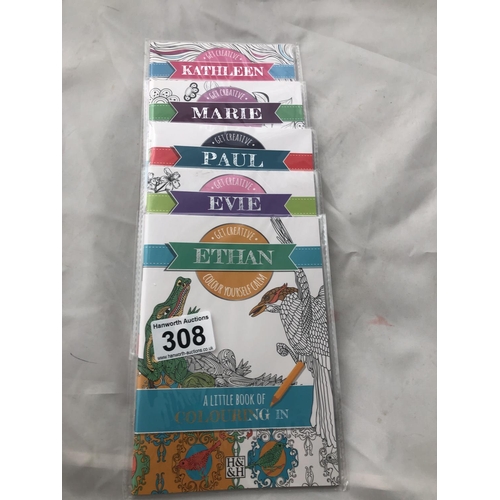 GET CREATIVE
KATHLEEN
GET CREATIVE
MARIE
GET CREATIVE
PAUL
GET CREATIVE
EVIE
GET CREATIVE
ETHAN
COLOUR YOURSELF CALM
Hanworth Auctions
308
www.hanworth-auctions.co.uk
A LITTLE BOOK OF
COLOURING IN
H&
&H